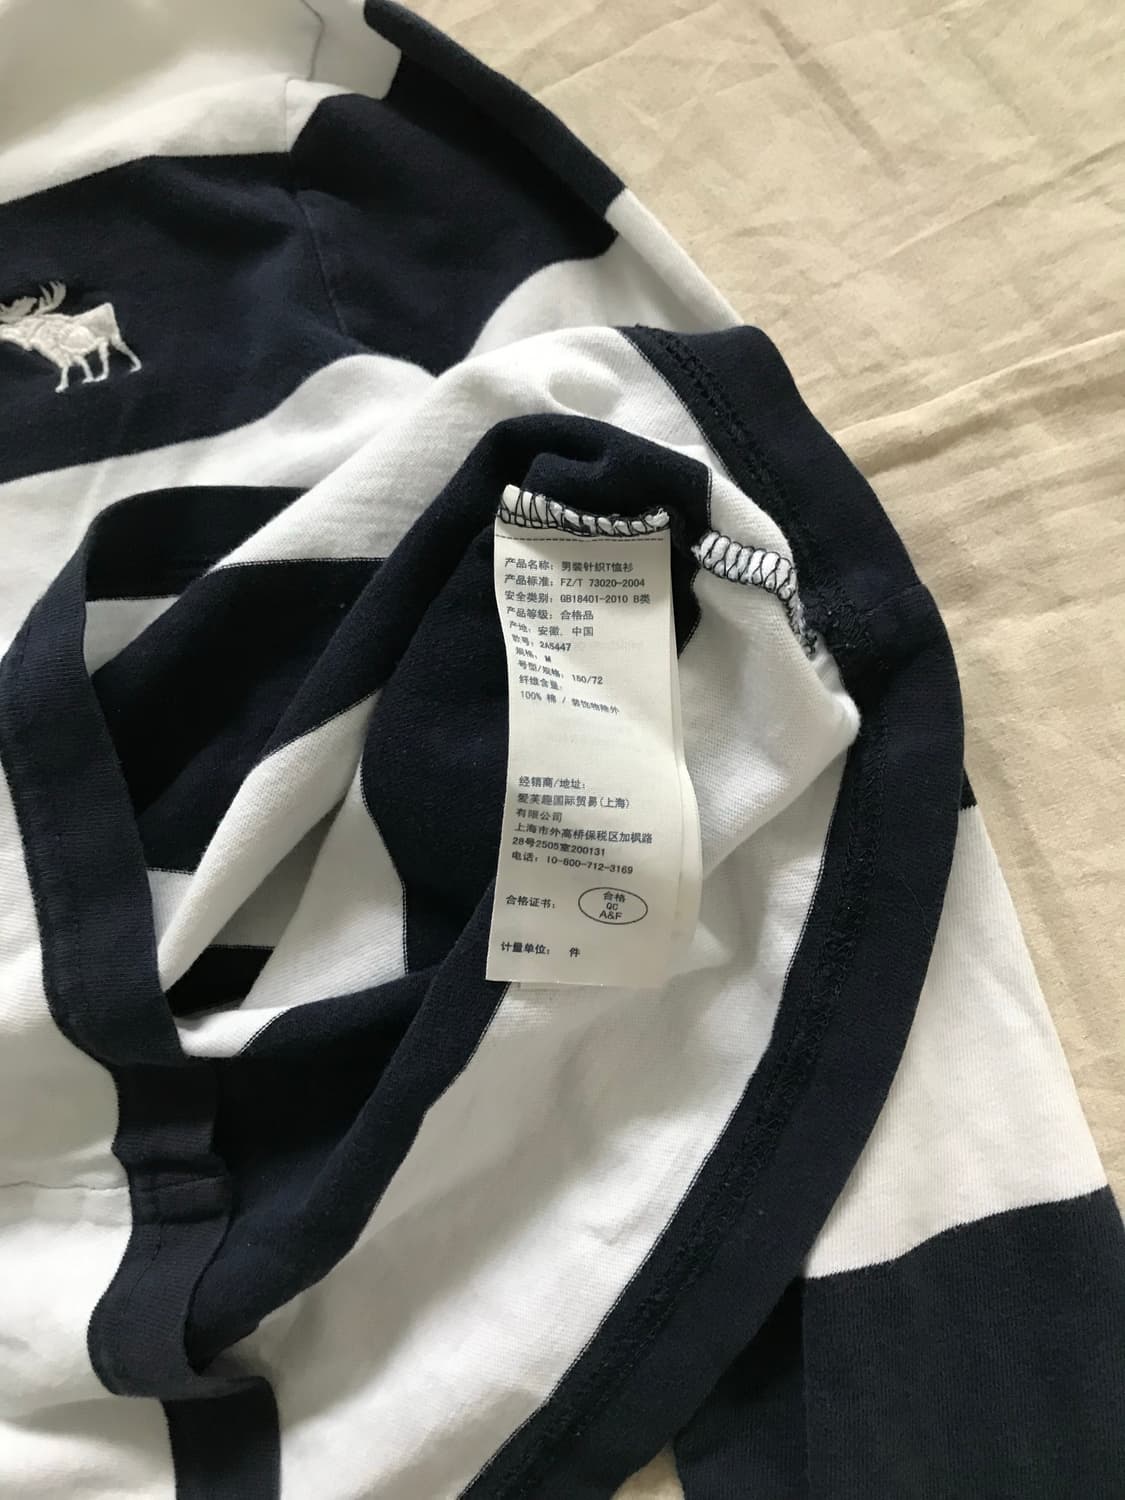 产品名称: 男装针织T恤衫
产品标准: FZ/T 73020-2004
安全类别: GB18401-2010 B类
产品等级: 合格品
产地: 安徽, 中国
款号: 2A5447
规格: M
号型/规格: 150/72
纤维含量:
100% 棉 / 装饰物除外
经销商/地址:
爱芙趣国际贸易(上海)
有限公司
上海市外高桥保税区加枫路
28号2505室200131
电话: 10-800-712-3169
合格证书: 合格
QC
A&F
计量单位: 件